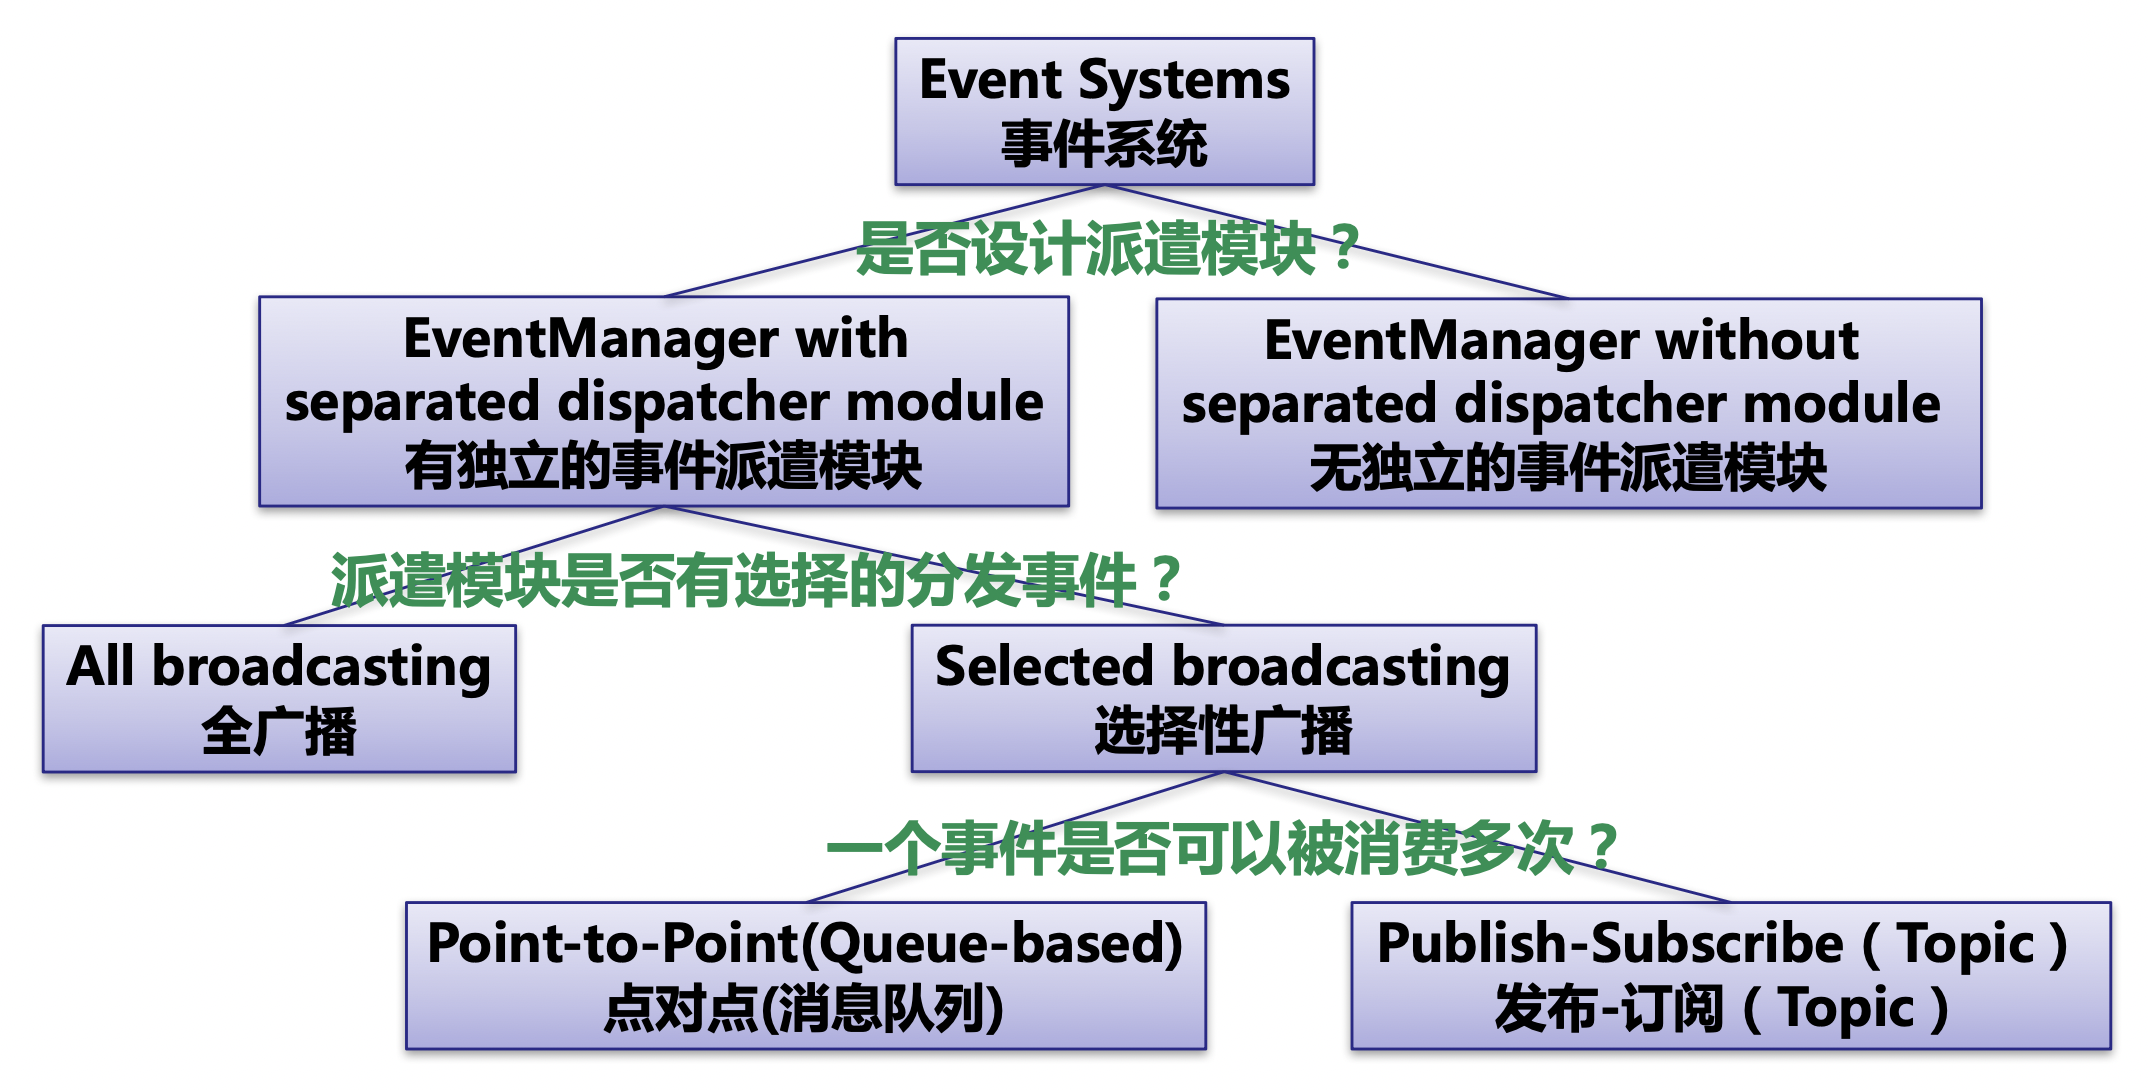 Event Systems
事件系统
是否设计派遣模块？
EventManager with
separated dispatcher module
有独立的事件派遣模块
EventManager without
separated dispatcher module
无独立的事件派遣模块
派遣模块是否有选择的分发事件？
All broadcasting
全广播
Selected broadcasting
选择性广播
一个事件是否可以被消费多次？
Point-to-Point(Queue-based)
点对点(消息队列)
Publish-Subscribe（Topic）
发布-订阅（Topic）